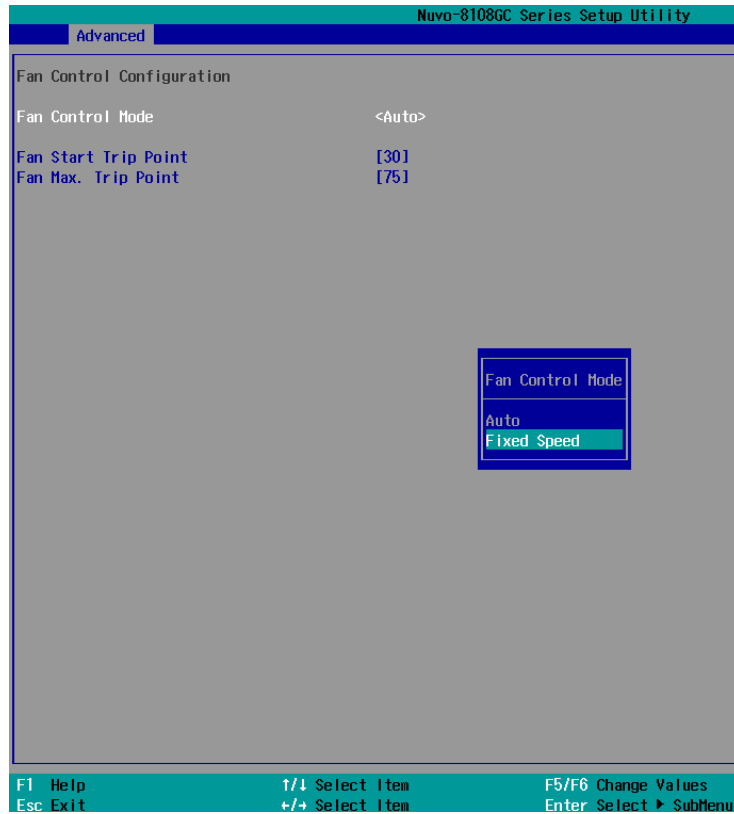 Nuvo-8108GC Series Setup Utility
Advanced
Fan Control Configuration
Fan Control Mode <Auto>
Fan Start Trip Point [30]
Fan Max. Trip Point [75]
Fan Control Mode
Auto
Fixed Speed
F1 Help ↑/↓ Select Item F5/F6 Change Values
Esc Exit ←/→ Select Item Enter Select ▶ SubMenu